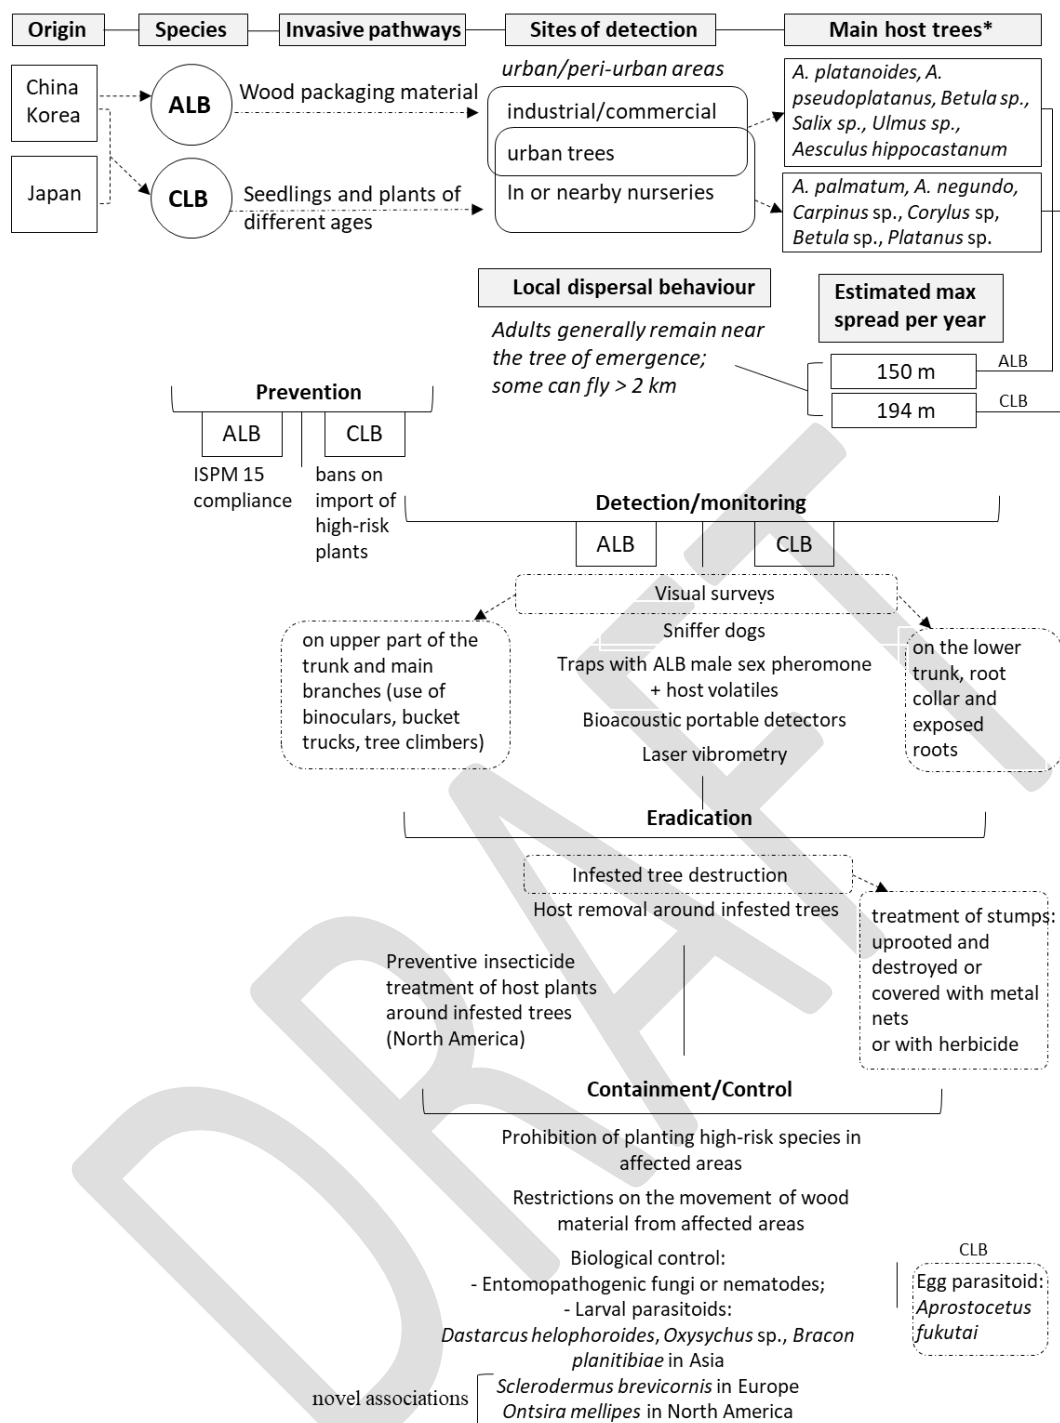 Origin
Species
Invasive pathways
Sites of detection
Main host trees*
China
Korea
Japan
ALB
CLB
Wood packaging material
Seedlings and plants of
different ages
urban/peri-urban areas
industrial/commercial
urban trees
In or nearby nurseries
A. platanoides, A.
pseudoplatanus, Betula sp.,
Salix sp., Ulmus sp.,
Aesculus hippocastanum
A. palmatum, A. negundo,
Carpinus sp., Corylus sp,
Betula sp., Platanus sp.
Local dispersal behaviour
Adults generally remain near
the tree of emergence;
some can fly > 2 km
Estimated max
spread per year
150 m
ALB
194 m
CLB
Prevention
ALB
CLB
ISPM 15
compliance
bans on
import of
high-risk
plants
Detection/monitoring
ALB
CLB
Visual surveys
Sniffer dogs
Traps with ALB male sex pheromone
+ host volatiles
Bioacoustic portable detectors
Laser vibrometry
on upper part of the
trunk and main
branches (use of
binoculars, bucket
trucks, tree climbers)
on the lower
trunk, root
collar and
exposed
roots
Eradication
Infested tree destruction
Host removal around infested trees
Preventive insecticide
treatment of host plants
around infested trees
(North America)
treatment of stumps:
uprooted and
destroyed or
covered with metal
nets
or with herbicide
Containment/Control
Prohibition of planting high-risk species in
affected areas
Restrictions on the movement of wood
material from affected areas
Biological control:
- Entomopathogenic fungi or nematodes;
- Larval parasitoids:
Dastarcus helophoroides, Oxysychus sp., Bracon
planitibiae in Asia
novel associations
Sclerodermus brevicornis in Europe
Ontsira mellipes in North America
CLB
Egg parasitoid:
Aprostocetus
fukutai
DRAFT